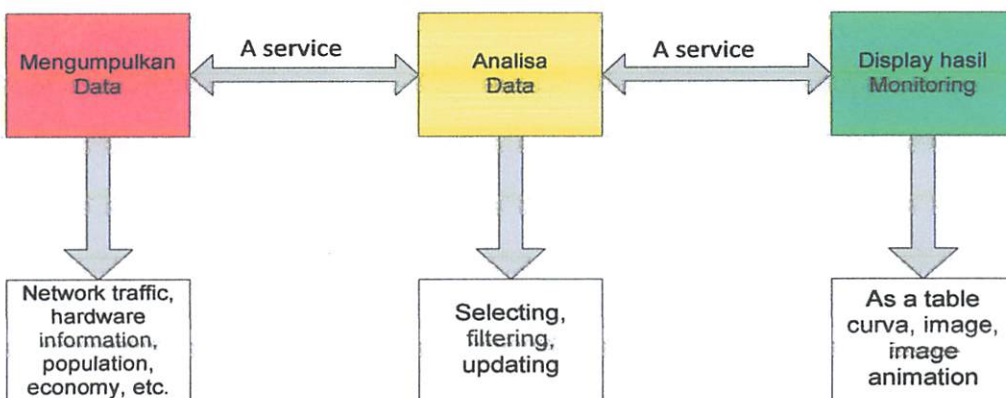 Mengumpulkan
Data
A service
Analisa
Data
A service
Display hasil
Monitoring
Network traffic,
hardware
information,
population,
economy, etc.
Selecting,
filtering,
updating
As a table
curva, image,
image
animation